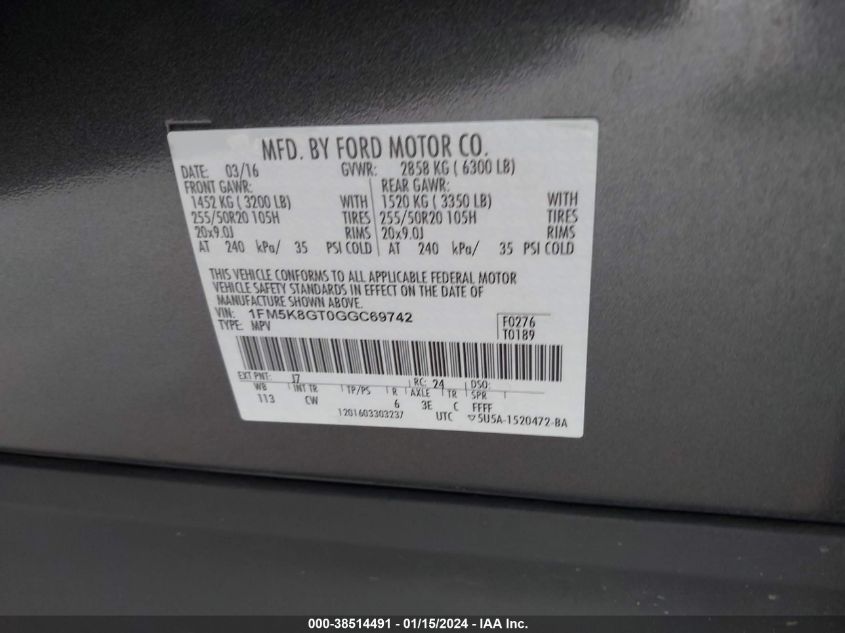 MFD. BY FORD MOTOR CO.
DATE: 03/16 GVWR: 2858 KG ( 6300 LB)
FRONT GAWR: REAR GAWR:
1452 KG ( 3200 LB) WITH 1520 KG ( 3350 LB) WITH
255/50R20 105H TIRES 255/50R20 105H TIRES
20x9.0J RIMS 20x9.0J RIMS
AT 240 kPa/ 35 PSI COLD AT 240 kPa/ 35 PSI COLD
THIS VEHICLE CONFORMS TO ALL APPLICABLE FEDERAL MOTOR
VEHICLE SAFETY STANDARDS IN EFFECT ON THE DATE OF
MANUFACTURE SHOWN ABOVE.
VIN: 1FM5K8GT0GGC69742 F0276
TYPE: MPV T0189
EXT PNT: J7 RC: 24 DSO:
WB INT TR TP/PS R AXLE TR SPR
113 CW 6 3E C FFFF
1201603303237 UTC ▽5U5A-1520472-BA
000-38514491 - 01/15/2024 - IAA Inc.